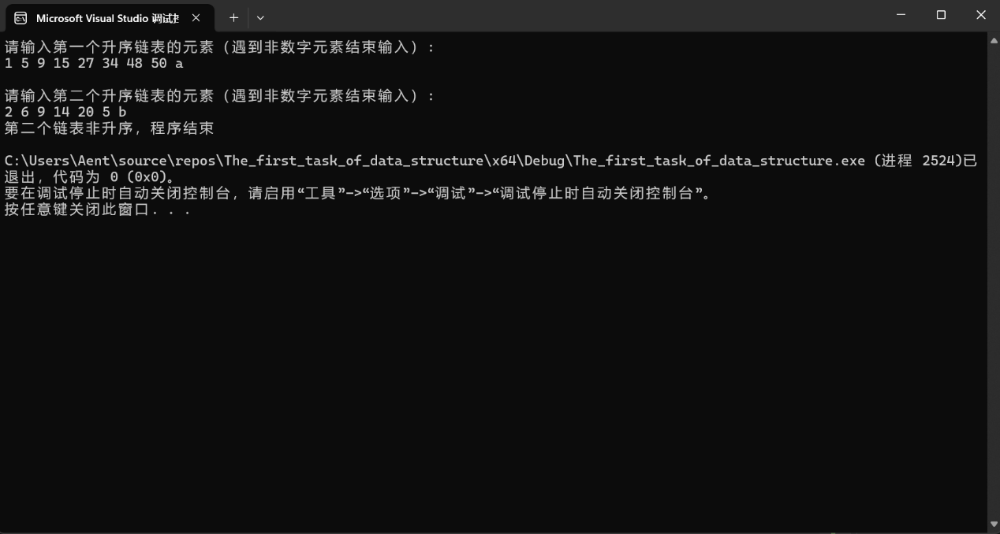 Microsoft Visual Studio 调试控
请输入第一个升序链表的元素（遇到非数字元素结束输入）:
1 5 9 15 27 34 48 50 a
请输入第二个升序链表的元素（遇到非数字元素结束输入）:
2 6 9 14 20 5 b
第二个链表非升序，程序结束
C:\Users\Aent\source\repos\The_first_task_of_data_structure\x64\Debug\The_first_task_of_data_structure.exe (进程 2524)已
退出，代码为 0 (0x0)。
要在调试停止时自动关闭控制台，请启用“工具”->“选项”->“调试”->“调试停止时自动关闭控制台”。
按任意键关闭此窗口. . .